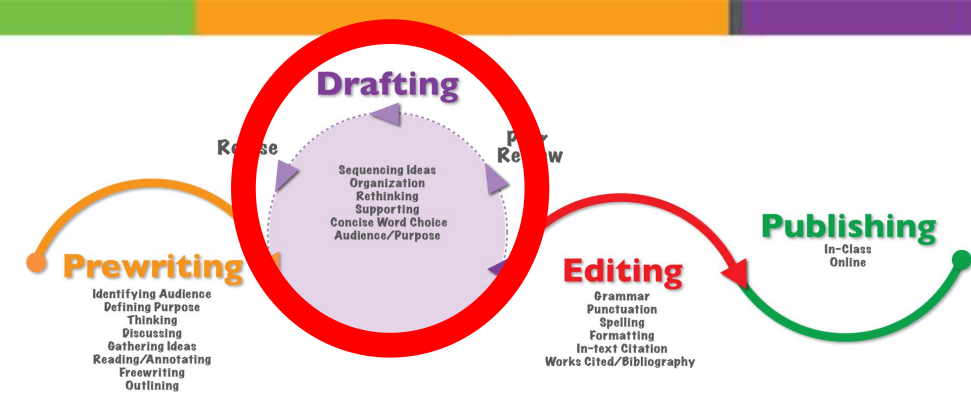 Drafting
Sequencing Ideas
Organization
Rethinking
Supporting
Concise Word Choice
Audience/Purpose
Review
Prewriting
Identifying Audience
Defining Purpose
Thinking
Discussing
Gathering Ideas
Reading/Annotating
Freewriting
Outlining
Editing
Grammar
Punctuation
Spelling
Formatting
In-text Citation
Works Cited/Bibliography
Publishing
In-Class
Online